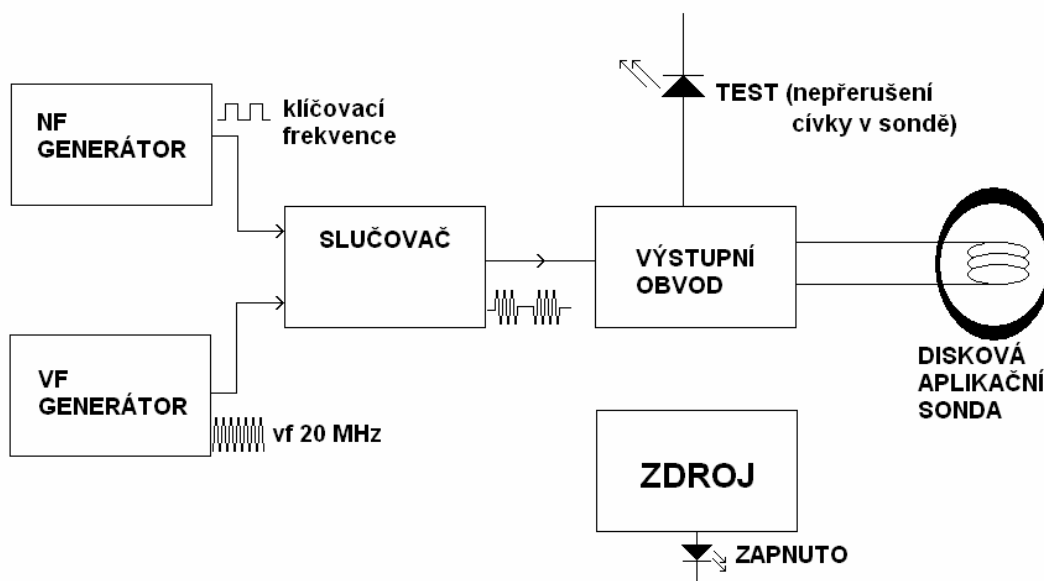 NF
GENERÁTOR
klíčovací
frekvence
TEST (nepřerušení
cívky v sondě)
SLUČOVAČ
VÝSTUPNÍ
OBVOD
VF
GENERÁTOR
vf 20 MHz
DISKOVÁ
APLIKAČNÍ
SONDA
ZDROJ
ZAPNUTO